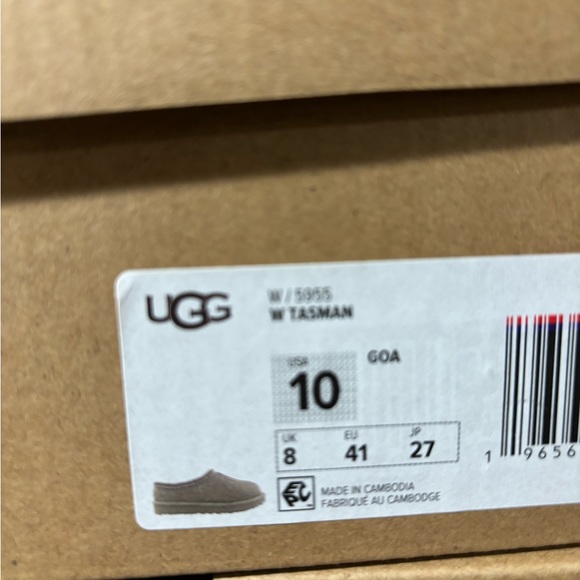 UGG
W / 5955
W TASMAN
USA
10
GOA
UK EU JP
8 41 27
MADE IN CAMBODIA
FABRIQUÉ AU CAMBODGE
1 9656